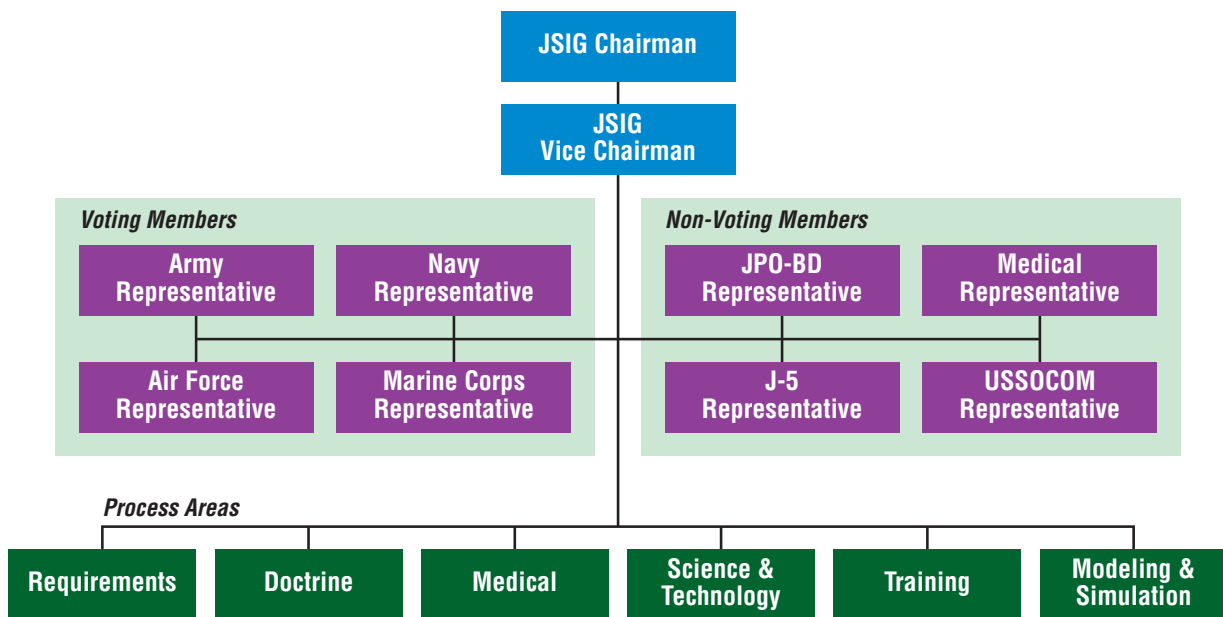 JSIG Chairman
JSIG
Vice Chairman
Voting Members
Army
Representative
Navy
Representative
Air Force
Representative
Marine Corps
Representative
Non-Voting Members
JPO-BD
Representative
Medical
Representative
J-5
Representative
USSOCOM
Representative
Process Areas
Requirements
Doctrine
Medical
Science &
Technology
Training
Modeling &
Simulation